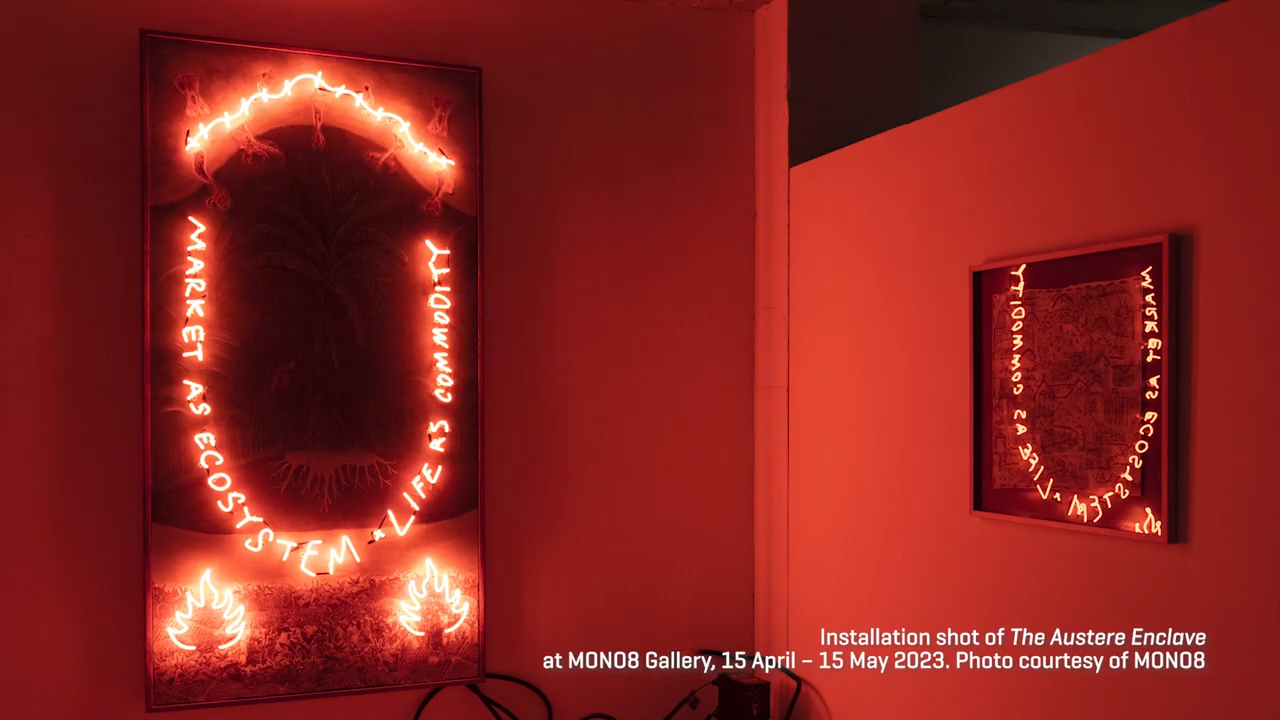 MARKET AS ECOSYSTEM × LIFE AS COMMODITY
MARKET AS ECOSYSTEM × LIFE AS COMMODITY
Installation shot of The Austere Enclave
at MONO8 Gallery, 15 April – 15 May 2023. Photo courtesy of MONO8